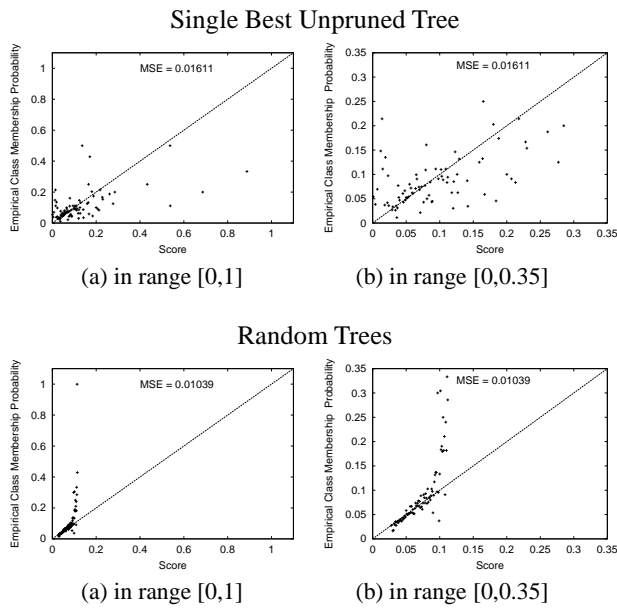 Single Best Unpruned Tree
Empirical Class Membership Probability
MSE = 0.01611
1
0.8
0.6
0.4
0.2
0
0 0.2 0.4 0.6 0.8 1
Score
(a) in range [0,1]
Empirical Class Membership Probability
MSE = 0.01611
0.35
0.3
0.25
0.2
0.15
0.1
0.05
0
0 0.05 0.1 0.15 0.2 0.25 0.3 0.35
Score
(b) in range [0,0.35]
Random Trees
Empirical Class Membership Probability
MSE = 0.01039
1
0.8
0.6
0.4
0.2
0
0 0.2 0.4 0.6 0.8 1
Score
(a) in range [0,1]
Empirical Class Membership Probability
MSE = 0.01039
0.35
0.3
0.25
0.2
0.15
0.1
0.05
0
0 0.05 0.1 0.15 0.2 0.25 0.3 0.35
Score
(b) in range [0,0.35]